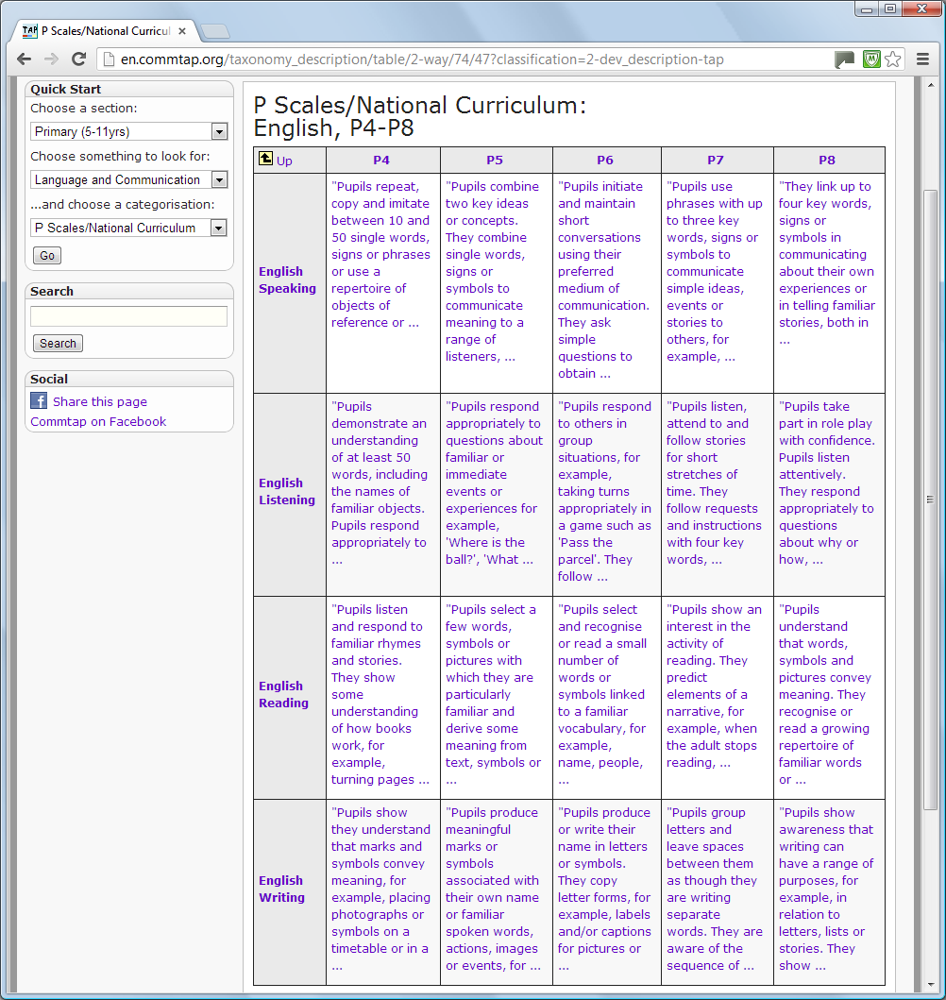 P Scales/National Curricul
en.commtap.org/taxonomy_description/table/2-way/74/47?classification=2-dev_description-tap
Quick Start
Choose a section:
Primary (5-11yrs)
Choose something to look for:
Language and Communication
...and choose a categorisation:
P Scales/National Curriculum
Go
Search
Search
Social
Share this page
Commtap on Facebook
P Scales/National Curriculum:
English, P4-P8
Up
P4
P5
P6
P7
P8
English
Speaking
"Pupils repeat,
copy and imitate
between 10 and
50 single words,
signs or phrases
or use a
repertoire of
objects of
reference or ...
"Pupils combine
two key ideas
or concepts.
They combine
single words,
signs or
symbols to
communicate
meaning to a
range of
listeners, ...
"Pupils initiate
and maintain
short
conversations
using their
preferred
medium of
communication.
They ask
simple
questions to
obtain ...
"Pupils use
phrases with up
to three key
words, signs or
symbols to
communicate
simple ideas,
events or
stories to
others, for
example, ...
"They link up to
four key words,
signs or
symbols in
communicating
about their own
experiences or
in telling familiar
stories, both in
...
English
Listening
"Pupils
demonstrate an
understanding
of at least 50
words, including
the names of
familiar objects.
Pupils respond
appropriately to
...
"Pupils respond
appropriately to
questions about
familiar or
immediate
events or
experiences for
example,
'Where is the
ball?', 'What ...
"Pupils respond
to others in
group
situations, for
example,
taking turns
appropriately in
a game such as
'Pass the
parcel'. They
follow ...
"Pupils listen,
attend to and
follow stories
for short
stretches of
time. They
follow requests
and instructions
with four key
words, ...
"Pupils take
part in role play
with confidence.
Pupils listen
attentively.
They respond
appropriately to
questions
about why or
how, ...
English
Reading
"Pupils listen
and respond to
familiar rhymes
and stories.
They show
some
understanding
of how books
work, for
example,
turning pages ...
"Pupils select a
few words,
symbols or
pictures with
which they are
particularly
familiar and
derive some
meaning from
text, symbols or
...
"Pupils select
and recognise
or read a small
number of
words or
symbols linked
to a familiar
vocabulary, for
example,
name, people,
...
"Pupils show an
interest in the
activity of
reading. They
predict
elements of a
narrative, for
example, when
the adult stops
reading, ...
"Pupils
understand
that words,
symbols and
pictures convey
meaning. They
recognise or
read a growing
repertoire of
familiar words
or ...
English
Writing
"Pupils show
they understand
that marks and
symbols convey
meaning, for
example, placing
photographs or
symbols on a
timetable or in a
...
"Pupils produce
meaningful
marks or
symbols
associated with
their own name
or familiar
spoken words,
actions, images
or events, for ...
"Pupils produce
or write their
name in letters
or symbols.
They copy
letter forms, for
example, labels
and/or captions
for pictures or
...
"Pupils group
letters and
leave spaces
between them
as though they
are writing
separate
words. They are
aware of the
sequence of ...
"Pupils show
awareness that
writing can
have a range of
purposes, for
example, in
relation to
letters, lists or
stories. They
show ...